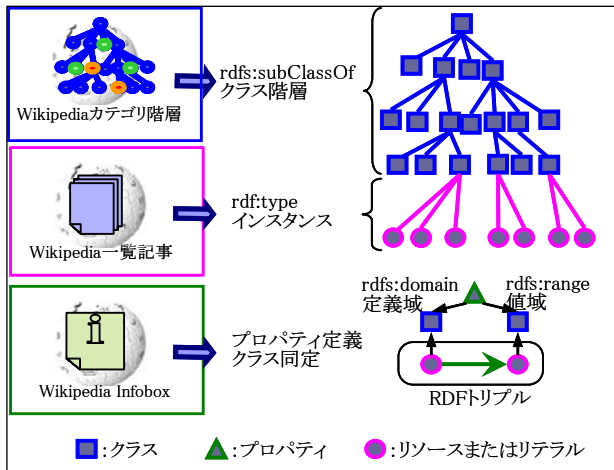 Wikipediaカテゴリ階層
rdfs:subClassOf
クラス階層
Wikipedia一覧記事
rdf:type
インスタンス
i
Wikipedia Infobox
プロパティ定義
クラス同定
rdfs:domain
定義域
rdfs:range
値域
RDFトリプル
:クラス
:プロパティ
:リソースまたはリテラル